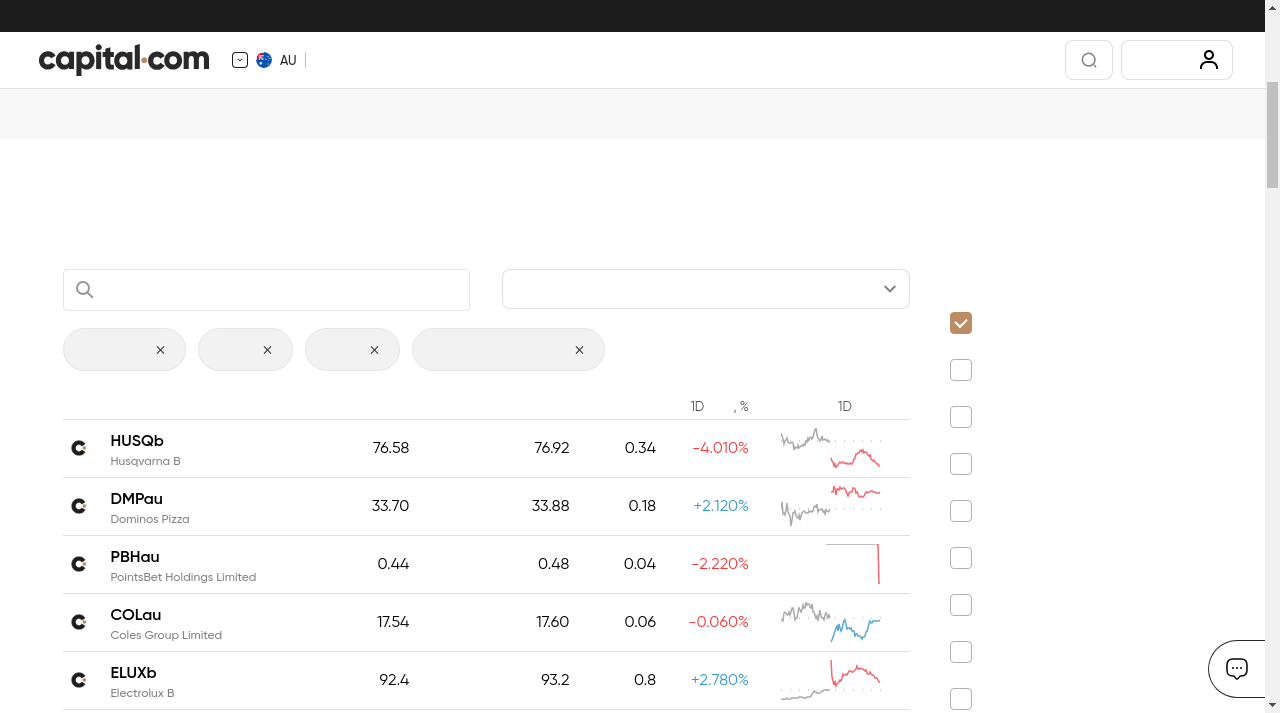 capital.com
AU
1D , % 1D
HUSQb 76.58 76.92 0.34 -4.010%
Husqvarna B
DMPau 33.70 33.88 0.18 +2.120%
Dominos Pizza
PBHau 0.44 0.48 0.04 -2.220%
PointsBet Holdings Limited
COLau 17.54 17.60 0.06 -0.060%
Coles Group Limited
ELUXb 92.4 93.2 0.8 +2.780%
Electrolux B